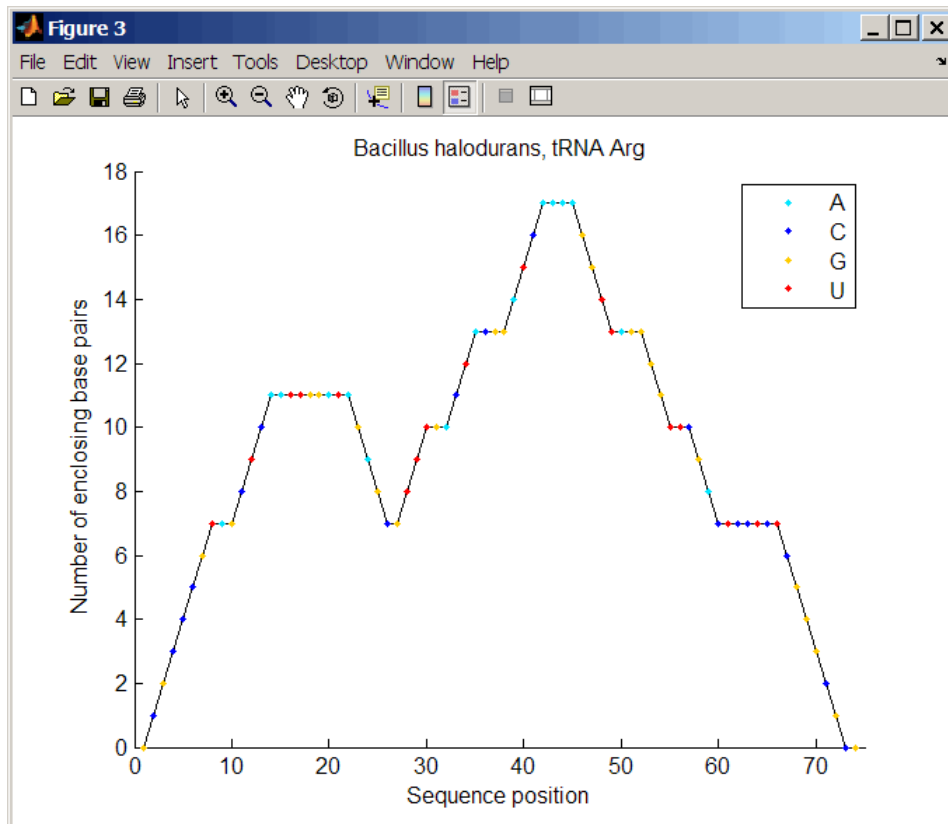 Figure 3
File Edit View Insert Tools Desktop Window Help
Bacillus halodurans, tRNA Arg
18
16
14
12
10
8
6
4
2
0
Number of enclosing base pairs
A
C
G
U
0 10 20 30 40 50 60 70
Sequence position